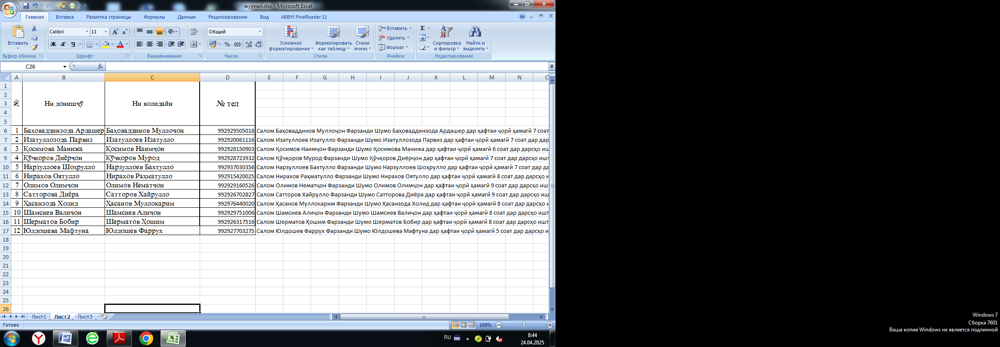 журнал.xlsx - Microsoft Excel
Главная Вставка Разметка страницы Формулы Данные Рецензирование Вид ABBYY FineReader 11
Calibri 11 Общий
Вставить
Ж К Ч
% 000
Условное форматирование
Форматировать как таблицу
Стили ячеек
Вставить
Удалить
Формат
Σ
Сортировка и фильтр
Найти и выделить
Буфер обмена Шрифт Выравнивание Число Стили Ячейки Редактирование
C26 fx
A B C D E F G H I J K L M N
1
2
3 № Нн донишҷӯ Нн волидайн № тел
4
5
6 1 Баҳоваддинзода Ардашер Баҳоваддинов Муллоҷон 992929505018 Салом Баҳоваддинов Муллоҷон Фарзанди Шумо Баҳоваддинзода Ардашер дар ҳафтаи ҷорӣ ҳамагӣ 7 соат
7 2 Изатуллозода Парвиз Изатуллоев Изатулло 992920061116 Салом Изатуллоев Изатулло Фарзанди Шумо Изатуллозода Парвиз дар ҳафтаи ҷорӣ ҳамагӣ 7 соат дар дар
8 3 Қосимова Манижа Қосимов Наимҷон 992928150903 Салом Қосимов Наимҷон Фарзанди Шумо Қосимова Манижа дар ҳафтаи ҷорӣ ҳамагӣ 6 соат дар дарсҳо ишт
9 4 Қӯчқоров Диёрҷон Қӯчқоров Мурод 992928723932 Салом Қӯчқоров Мурод Фарзанди Шумо Қӯчқоров Диёрҷон дар ҳафтаи ҷорӣ ҳамагӣ 7 соат дар дарсҳо ишт
10 5 Нарзуллоев Шоҳрулло Нарзуллоев Бахтулло 992937030356 Салом Нарзуллоев Бахтулло Фарзанди Шумо Нарзуллоев Шоҳрулло дар ҳафтаи ҷорӣ ҳамагӣ 7 соат дар да
11 6 Нирахов Оятулло Нирахов Раҳматулло 992915420025 Салом Нирахов Раҳматулло Фарзанди Шумо Нирахов Оятулло дар ҳафтаи ҷорӣ ҳамагӣ 8 соат дар дарсҳо и
12 7 Олимов Олимҷон Олимов Нематҷон 992929160526 Салом Олимов Нематҷон Фарзанди Шумо Олимов Олимҷон дар ҳафтаи ҷорӣ ҳамагӣ 9 соат дар дарсҳо ишт
13 8 Сатторова Диёра Сатторов Хайрулло 992926702827 Салом Сатторов Хайрулло Фарзанди Шумо Сатторова Диёра дар ҳафтаи ҷорӣ ҳамагӣ 9 соат дар дарсҳо иш
14 9 Ҳасанзода Холид Ҳасанов Муллокарим 992976440020 Салом Ҳасанов Муллокарим Фарзанди Шумо Ҳасанзода Холид дар ҳафтаи ҷорӣ ҳамагӣ 8 соат дар дарсҳо и
15 10 Шамсиев Валиҷон Шамсиев Алиҷон 992929751006 Салом Шамсиев Алиҷон Фарзанди Шумо Шамсиев Валиҷон дар ҳафтаи ҷорӣ ҳамагӣ 8 соат дар дарсҳо ишт
16 11 Шерматов Бобир Шерматов Ҳошим 992926317516 Салом Шерматов Ҳошим Фарзанди Шумо Шерматов Бобир дар ҳафтаи ҷорӣ ҳамагӣ 8 соат дар дарсҳо ишт
17 12 Юлдошева Мафтуна Юлдошев Фаррух 992927703275 Салом Юлдошев Фаррух Фарзанди Шумо Юлдошева Мафтуна дар ҳафтаи ҷорӣ ҳамагӣ 5 соат дар дарсҳо и
18
19
20
21
22
23
24
25
26
Лист1 Лист2 Лист3
Готово 100%
RU 8:44
24.04.2025
Windows 7
Сборка 7601
Ваша копия Windows не является подлинной